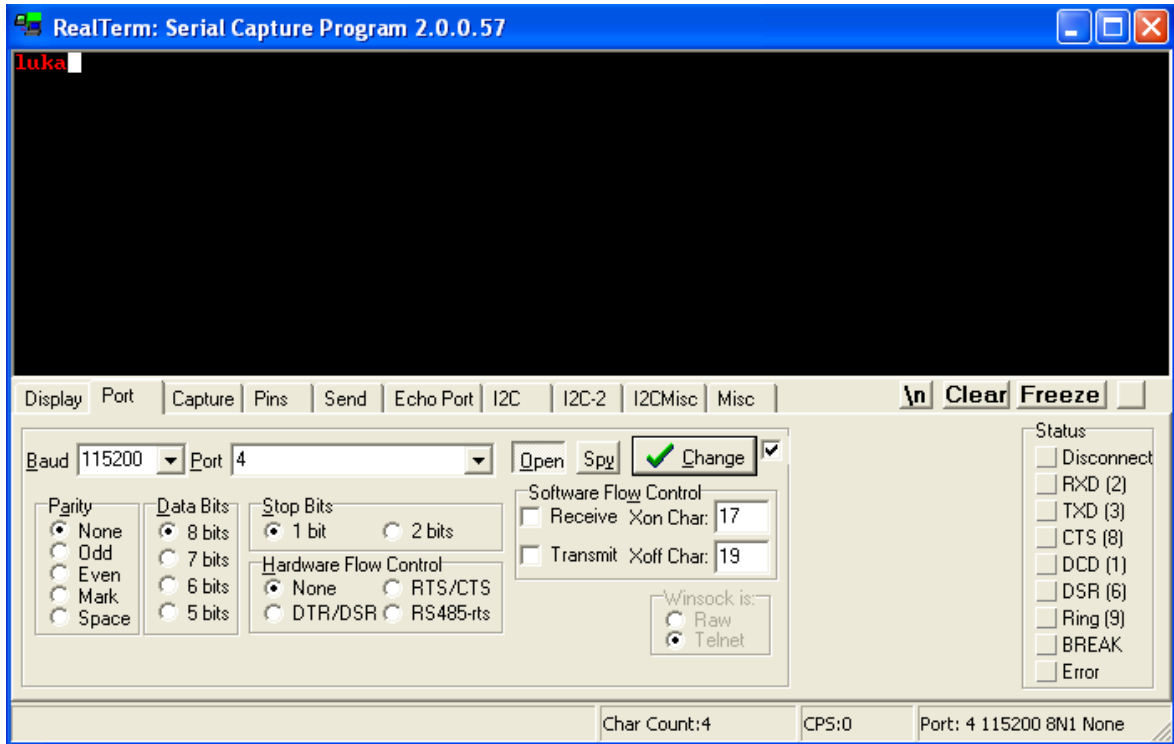 RealTerm: Serial Capture Program 2.0.0.57
luka
Display Port Capture Pins Send Echo Port I2C I2C-2 I2CMisc Misc \n Clear Freeze
Baud 115200 Port 4 Open Spy Change
Parity
None
Odd
Even
Mark
Space
Data Bits
8 bits
7 bits
6 bits
5 bits
Stop Bits
1 bit 2 bits
Hardware Flow Control
None RTS/CTS
DTR/DSR RS485-rts
Software Flow Control
Receive Xon Char: 17
Transmit Xoff Char: 19
Winsock is:
Raw
Telnet
Status
Disconnect
RXD (2)
TXD (3)
CTS (8)
DCD (1)
DSR (6)
Ring (9)
BREAK
Error
Char Count:4 CPS:0 Port: 4 115200 8N1 None